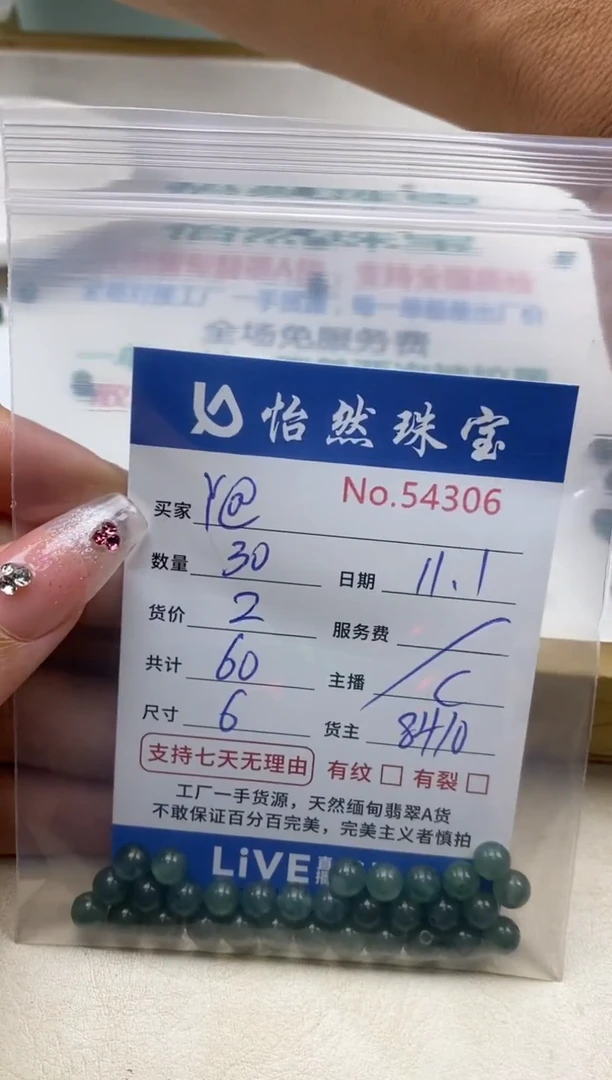 全场免服务费
怡然珠宝
No.54306
买家 Y@
数量 30 日期 11.1
货价 2 服务费 /
共计 60 主播 C
尺寸 6 货主 8410
支持七天无理由 有纹 □ 有裂 □
工厂一手货源，天然缅甸翡翠A货
不敢保证百分百完美，完美主义者慎拍
LiVE 直播